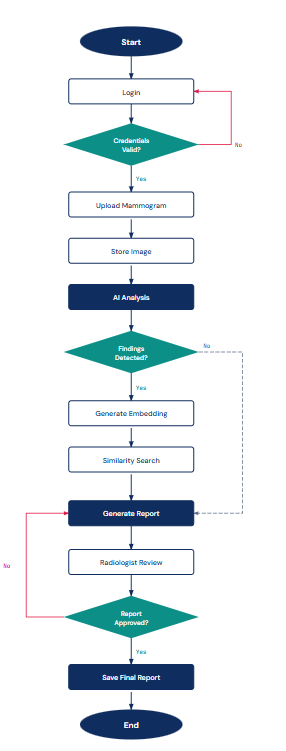 Start
Login
Credentials
Valid?
No
Yes
Upload Mammogram
Store Image
AI Analysis
No
Findings
Detected?
Yes
Generate Embedding
Similarity Search
Generate Report
Radiologist Review
No
Report
Approved?
Yes
Save Final Report
End